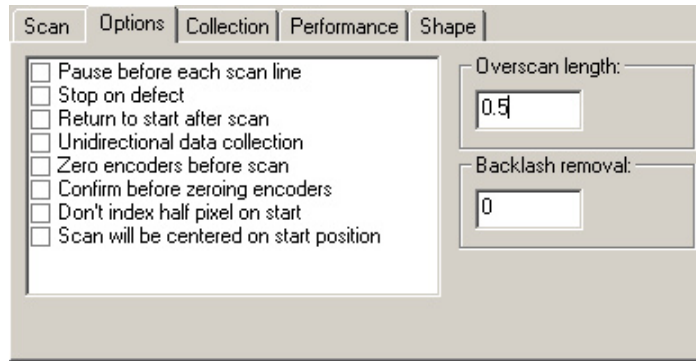 Scan Options Collection Performance Shape
Pause before each scan line
Stop on defect
Return to start after scan
Unidirectional data collection
Zero encoders before scan
Confirm before zeroing encoders
Don't index half pixel on start
Scan will be centered on start position
Overscan length:
0.5
Backlash removal:
0